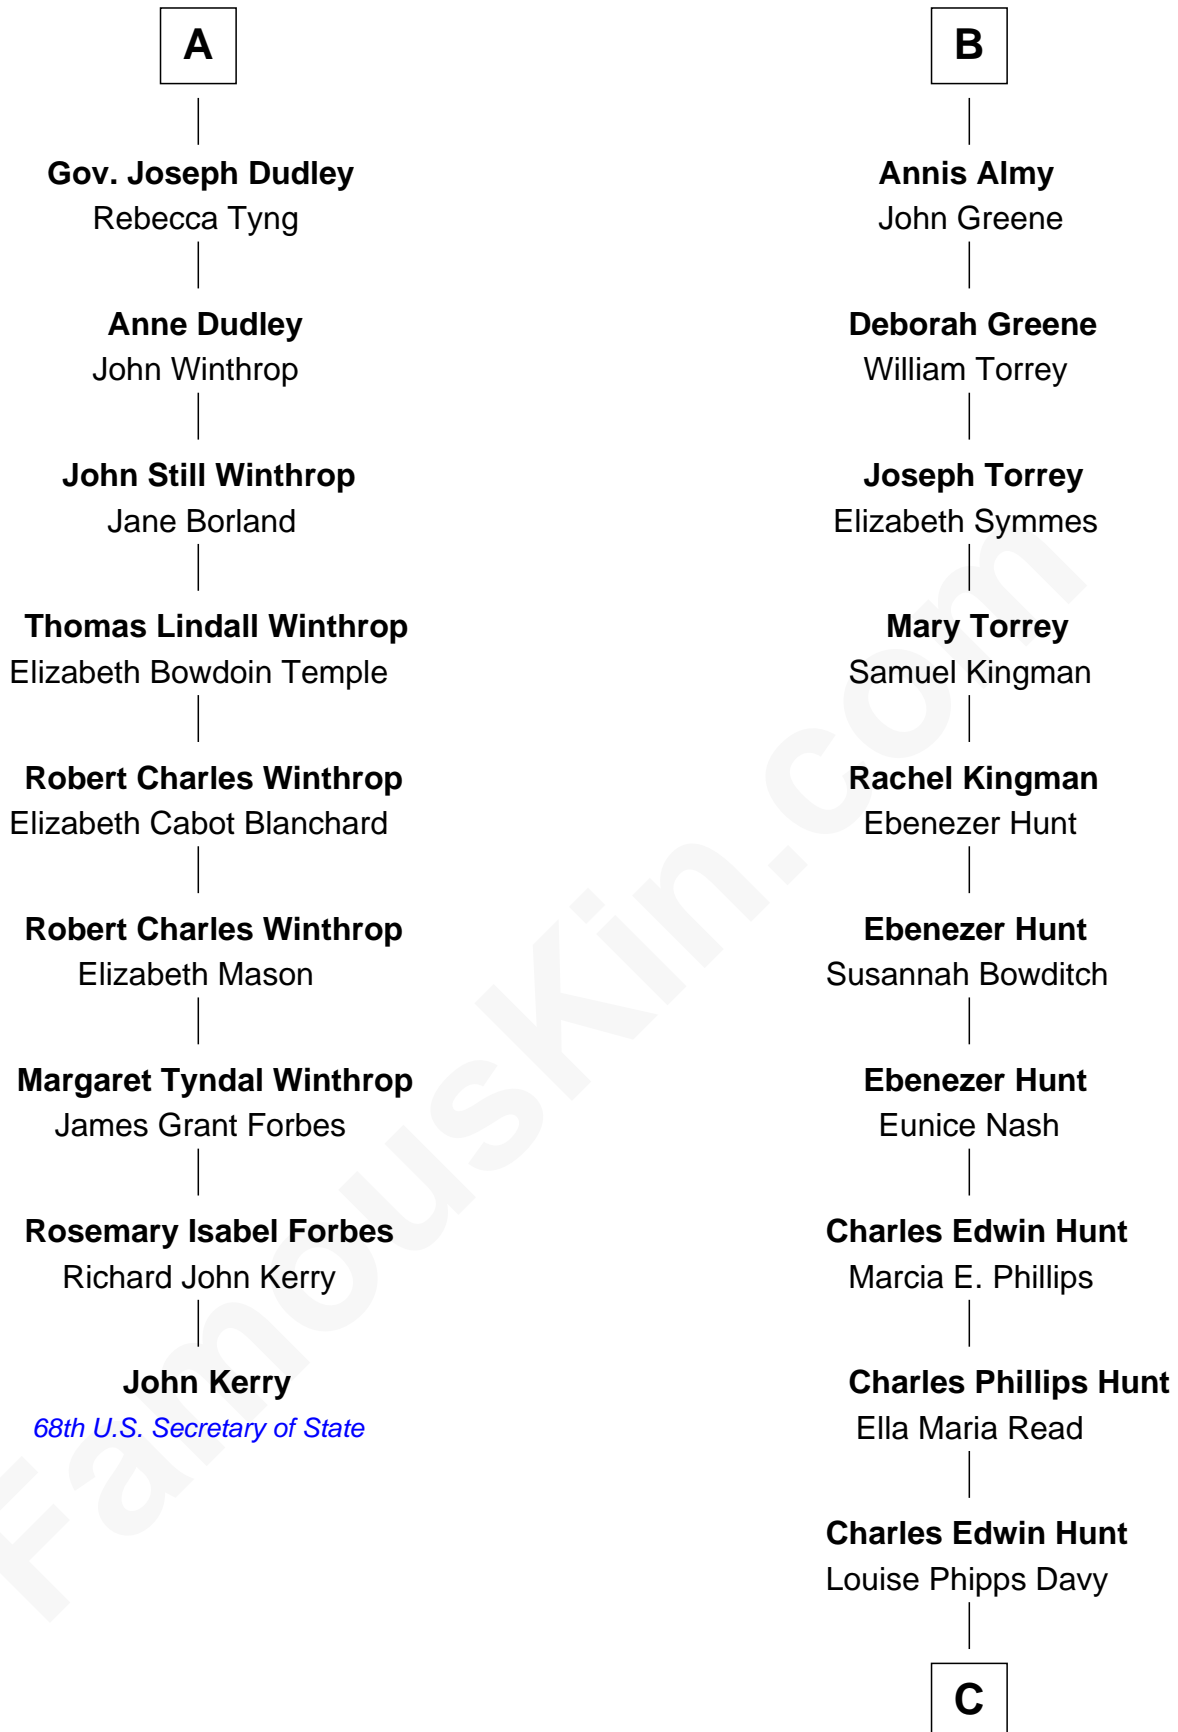 A
Gov. Joseph Dudley
Rebecca Tyng
Anne Dudley
John Winthrop
John Still Winthrop
Jane Borland
Thomas Lindall Winthrop
Elizabeth Bowdoin Temple
Robert Charles Winthrop
Elizabeth Cabot Blanchard
Robert Charles Winthrop
Elizabeth Mason
Margaret Tyndal Winthrop
James Grant Forbes
Rosemary Isabel Forbes
Richard John Kerry
John Kerry
68th U.S. Secretary of State
B
Annis Almy
John Greene
Deborah Greene
William Torrey
Joseph Torrey
Elizabeth Symmes
Mary Torrey
Samuel Kingman
Rachel Kingman
Ebenezer Hunt
Ebenezer Hunt
Susannah Bowditch
Ebenezer Hunt
Eunice Nash
Charles Edwin Hunt
Marcia E. Phillips
Charles Phillips Hunt
Ella Maria Read
Charles Edwin Hunt
Louise Phipps Davy
C
FamousKin.com